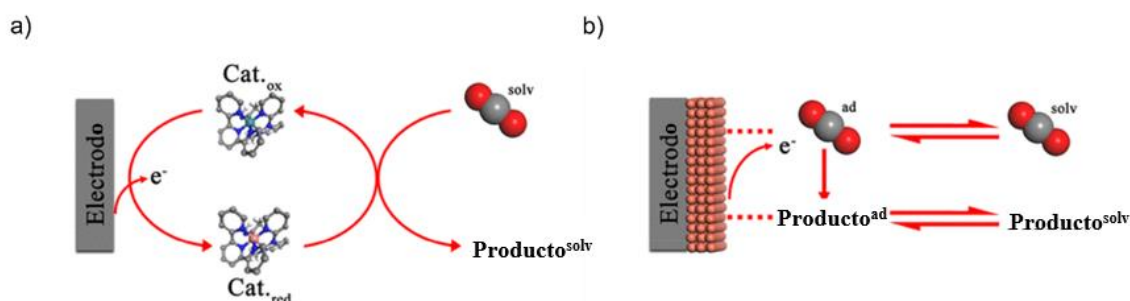 a)
Electrodo
e-
Cat.ox
Cat.red
solv
Productosolv
b)
Electrodo
e-
ad
solv
Productoad
Productosolv